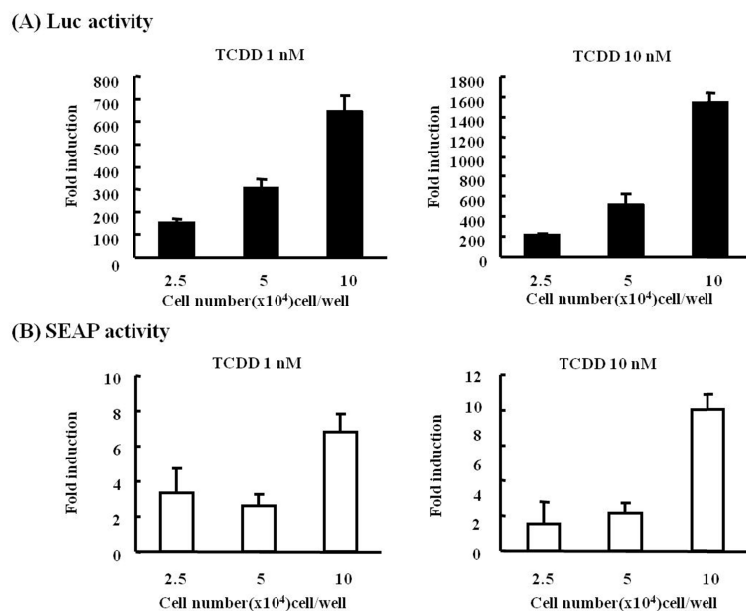 (A) Luc activity
TCDD 1 nM
Fold induction
800
700
600
500
400
300
200
100
0
2.5 5 10
Cell number(x10⁴)cell/well
TCDD 10 nM
Fold induction
1800
1600
1400
1200
1000
800
600
400
200
0
2.5 5 10
Cell number(x10⁴)cell/well
(B) SEAP activity
TCDD 1 nM
Fold induction
10
8
6
4
2
0
2.5 5 10
Cell number(x10⁴)cell/well
TCDD 10 nM
Fold induction
12
10
8
6
4
2
0
2.5 5 10
Cell number(x10⁴)cell/well